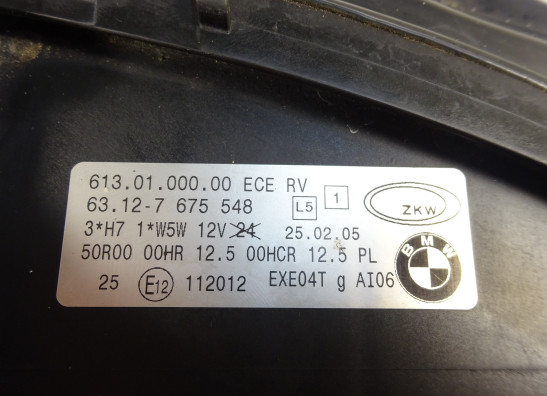 613.01.000.00 ECE RV 1
63.12-7 675 548 L5 ZKW
3*H7 1*W5W 12V 24 25.02.05
50R00 00HR 12.5 00HCR 12.5 PL
25 E12 112012 EXE04T g AI06
BMW